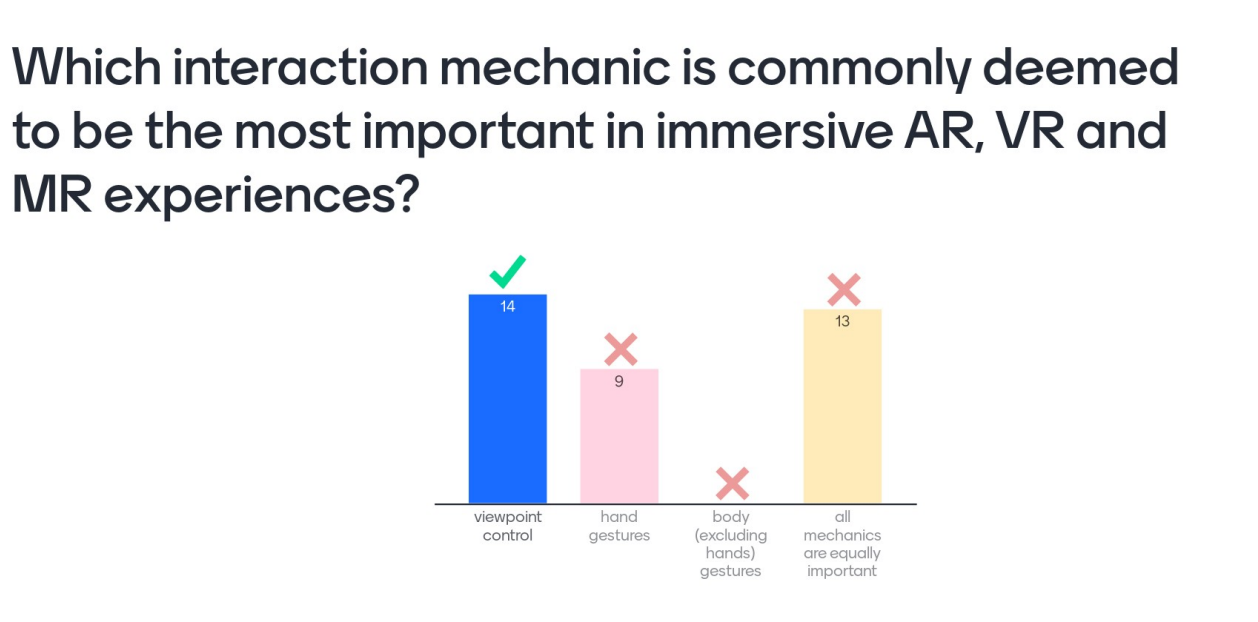 Which interaction mechanic is commonly deemed
to be the most important in immersive AR, VR and
MR experiences?
14
9
13
viewpoint
control
hand
gestures
body
(excluding
hands)
gestures
all
mechanics
are equally
important